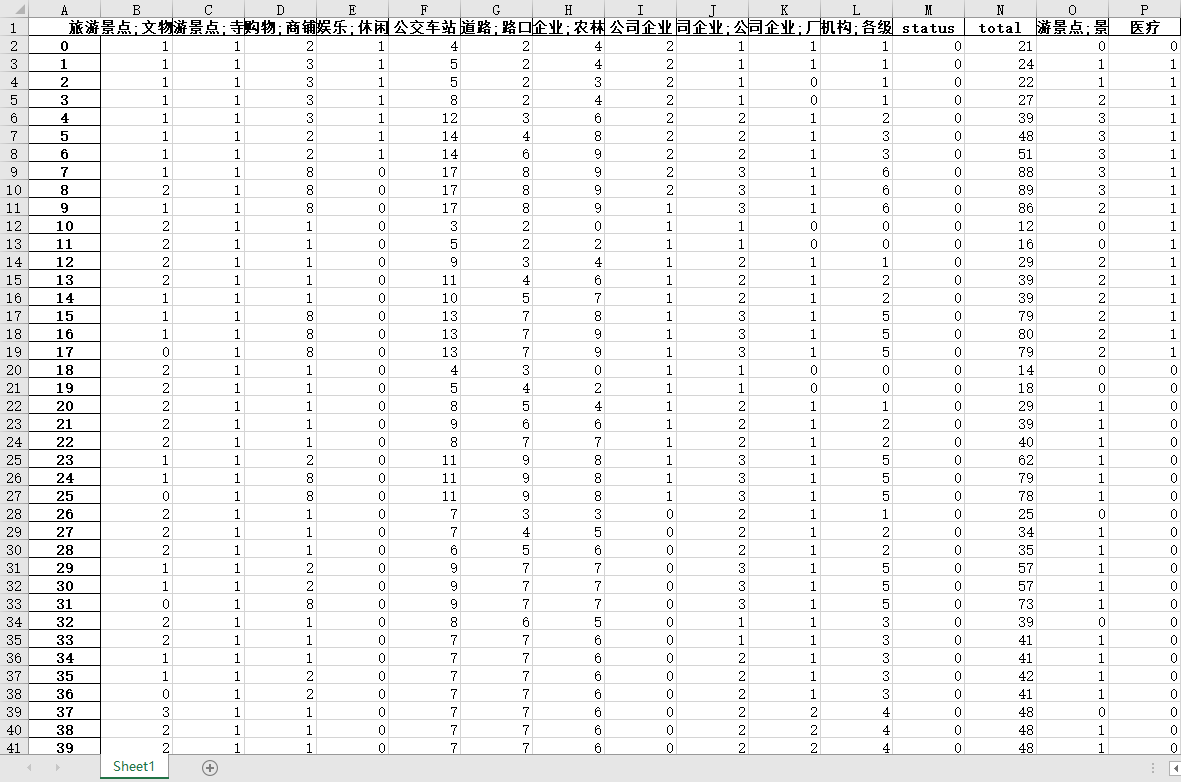 A B C D E F G H I J K L M N O P
1 旅游景点;文物 游景点;寺 购物;商铺 娱乐;休闲 公交车站 道路;路口 企业;农林 公司企业 司企业;公 司企业;厂 机构;各级 status total 游景点;景 医疗
2 0 1 1 2 1 4 2 4 2 1 1 1 0 21 0 0
3 1 1 1 3 1 5 2 4 2 1 1 1 0 24 1 1
4 2 1 1 3 1 5 2 3 2 1 0 1 0 22 1 1
5 3 1 1 3 1 8 2 4 2 1 0 1 0 27 2 1
6 4 1 1 3 1 12 3 6 2 2 1 2 0 39 3 1
7 5 1 1 2 1 14 4 8 2 2 1 3 0 48 3 1
8 6 1 1 2 1 14 6 9 2 2 1 3 0 51 3 1
9 7 1 1 8 0 17 8 9 2 3 1 6 0 88 3 1
10 8 2 1 8 0 17 8 9 2 3 1 6 0 89 3 1
11 9 1 1 8 0 17 8 9 1 3 1 6 0 86 2 1
12 10 2 1 1 0 3 2 0 1 1 0 0 0 12 0 1
13 11 2 1 1 0 5 2 2 1 1 0 0 0 16 0 1
14 12 2 1 1 0 9 3 4 1 2 1 1 0 29 2 1
15 13 2 1 1 0 11 4 6 1 2 1 2 0 39 2 1
16 14 1 1 1 0 10 5 7 1 2 1 2 0 39 2 1
17 15 1 1 8 0 13 7 8 1 3 1 5 0 79 2 1
18 16 1 1 8 0 13 7 9 1 3 1 5 0 80 2 1
19 17 0 1 8 0 13 7 9 1 3 1 5 0 79 2 1
20 18 2 1 1 0 4 3 0 1 1 0 0 0 14 0 0
21 19 2 1 1 0 5 4 2 1 1 0 0 0 18 0 0
22 20 2 1 1 0 8 5 4 1 2 1 1 0 29 1 0
23 21 2 1 1 0 9 6 6 1 2 1 2 0 39 1 0
24 22 2 1 1 0 8 7 7 1 2 1 2 0 40 1 0
25 23 1 1 2 0 11 9 8 1 3 1 5 0 62 1 0
26 24 1 1 8 0 11 9 8 1 3 1 5 0 79 1 0
27 25 0 1 8 0 11 9 8 1 3 1 5 0 78 1 0
28 26 2 1 1 0 7 3 3 0 2 1 1 0 25 0 0
29 27 2 1 1 0 7 4 5 0 2 1 2 0 34 1 0
30 28 2 1 1 0 6 5 6 0 2 1 2 0 35 1 0
31 29 1 1 2 0 9 7 7 0 3 1 5 0 57 1 0
32 30 1 1 2 0 9 7 7 0 3 1 5 0 57 1 0
33 31 0 1 8 0 9 7 7 0 3 1 5 0 73 1 0
34 32 2 1 1 0 8 6 5 0 1 1 3 0 39 0 0
35 33 2 1 1 0 7 7 6 0 1 1 3 0 41 1 0
36 34 1 1 1 0 7 7 6 0 2 1 3 0 41 1 0
37 35 1 1 2 0 7 7 6 0 2 1 3 0 42 1 0
38 36 0 1 2 0 7 7 6 0 2 1 3 0 41 1 0
39 37 3 1 1 0 7 7 6 0 2 2 4 0 48 0 0
40 38 2 1 1 0 7 7 6 0 2 2 4 0 48 1 0
41 39 2 1 1 0 7 7 6 0 2 2 4 0 48 1 0
Sheet1